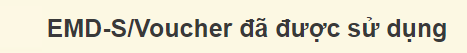 EMD-S/Voucher đã được sử dụng